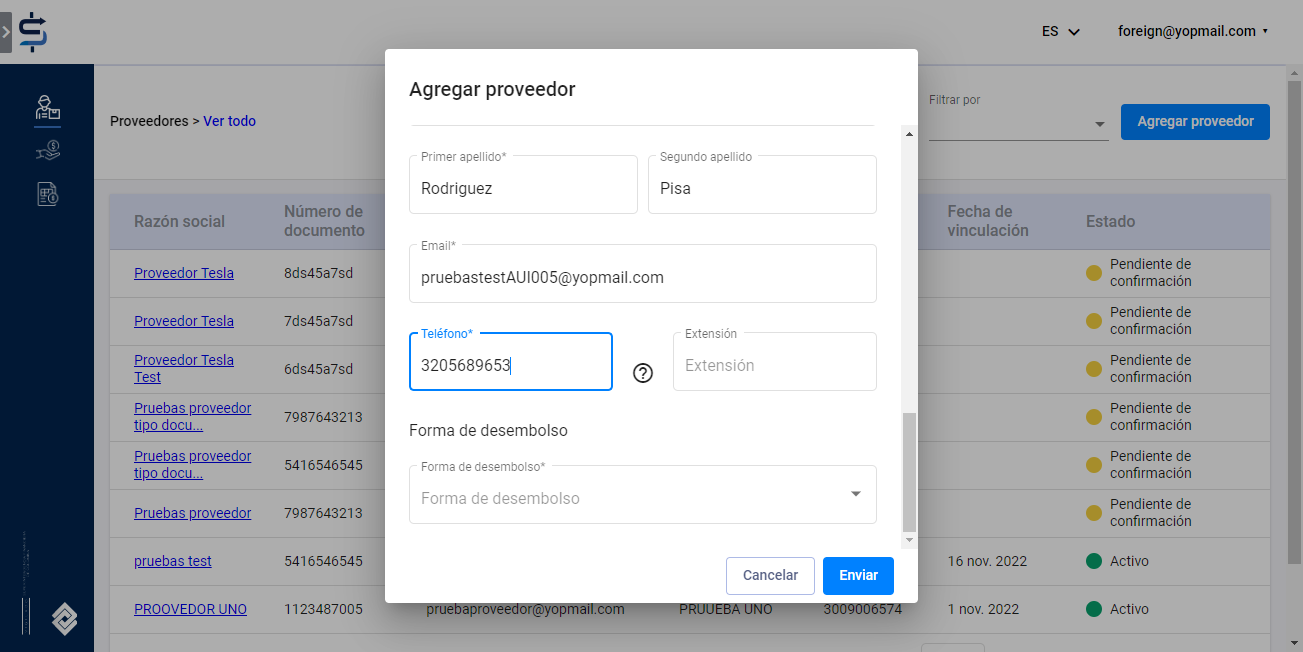 ES
foreign@yopmail.com
Agregar proveedor
Proveedores > Ver todo
Filtrar por
Agregar proveedor
Primer apellido*
Segundo apellido
Rodriguez
Pisa
Email*
pruebastestAUI005@yopmail.com
Teléfono*
Extensión
3205689653
Extensión
Forma de desembolso
Forma de desembolso*
Forma de desembolso
Cancelar
Enviar
Razón social
Número de documento
Fecha de vinculación
Estado
Proveedor Tesla
8ds45a7sd
Pendiente de confirmación
Proveedor Tesla
7ds45a7sd
Pendiente de confirmación
Proveedor Tesla Test
6ds45a7sd
Pendiente de confirmación
Pruebas proveedor tipo docu...
7987643213
Pendiente de confirmación
Pruebas proveedor tipo docu...
5416546545
Pendiente de confirmación
Pruebas proveedor
7987643213
Pendiente de confirmación
pruebas test
5416546545
16 nov. 2022
Activo
PROOVEDOR UNO
1123487005
pruebaproveedor@yopmail.com
PRUUEBA UNO
3009006574
1 nov. 2022
Activo